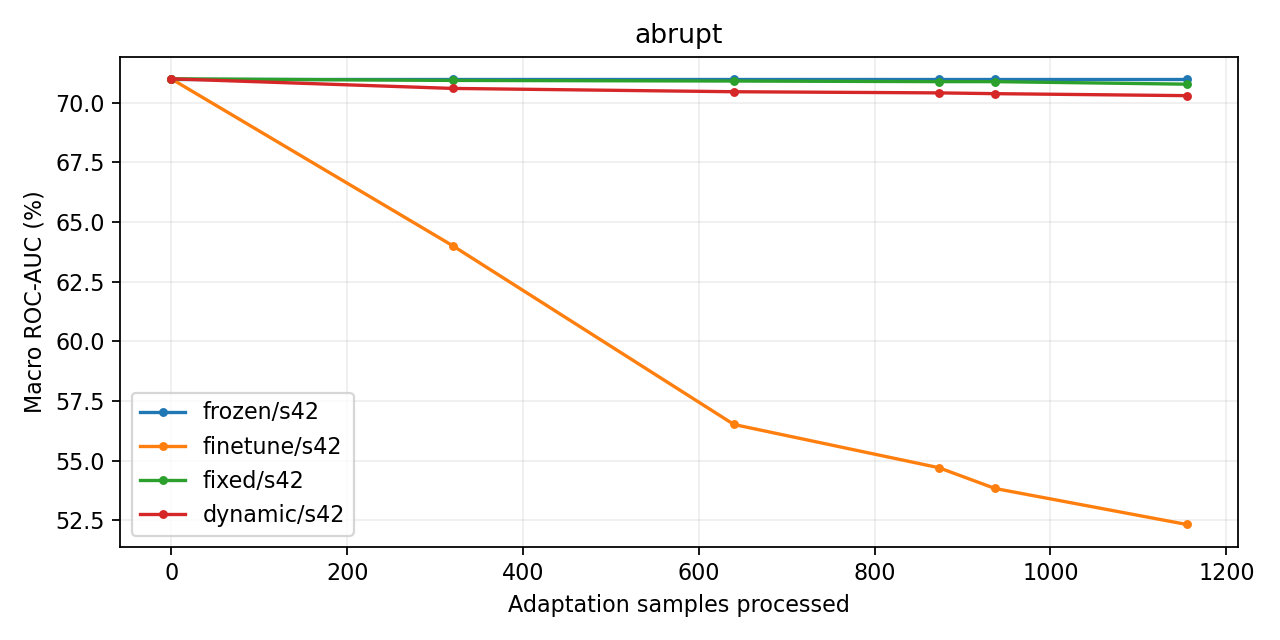 abrupt
Macro ROC-AUC (%)
70.0
67.5
65.0
62.5
60.0
57.5
55.0
52.5
frozen/s42
finetune/s42
fixed/s42
dynamic/s42
0 200 400 600 800 1000 1200
Adaptation samples processed